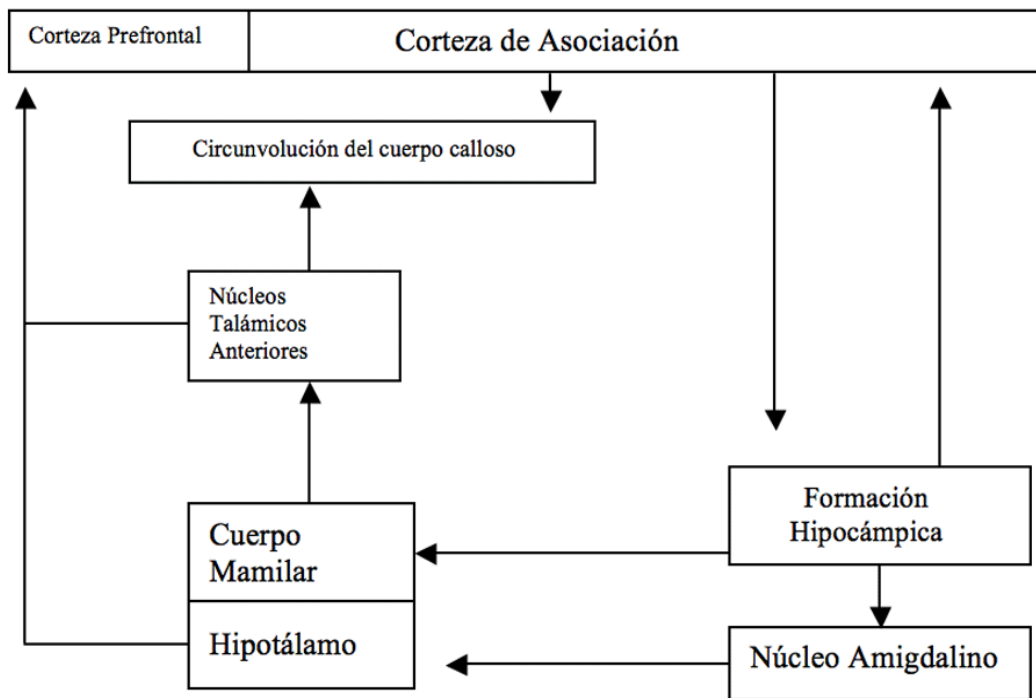 Corteza Prefrontal
Corteza de Asociación
Circunvolución del cuerpo calloso
Núcleos
Talámicos
Anteriores
Formación
Hipocámpica
Cuerpo
Mamilar
Hipotálamo
Núcleo Amigdalino